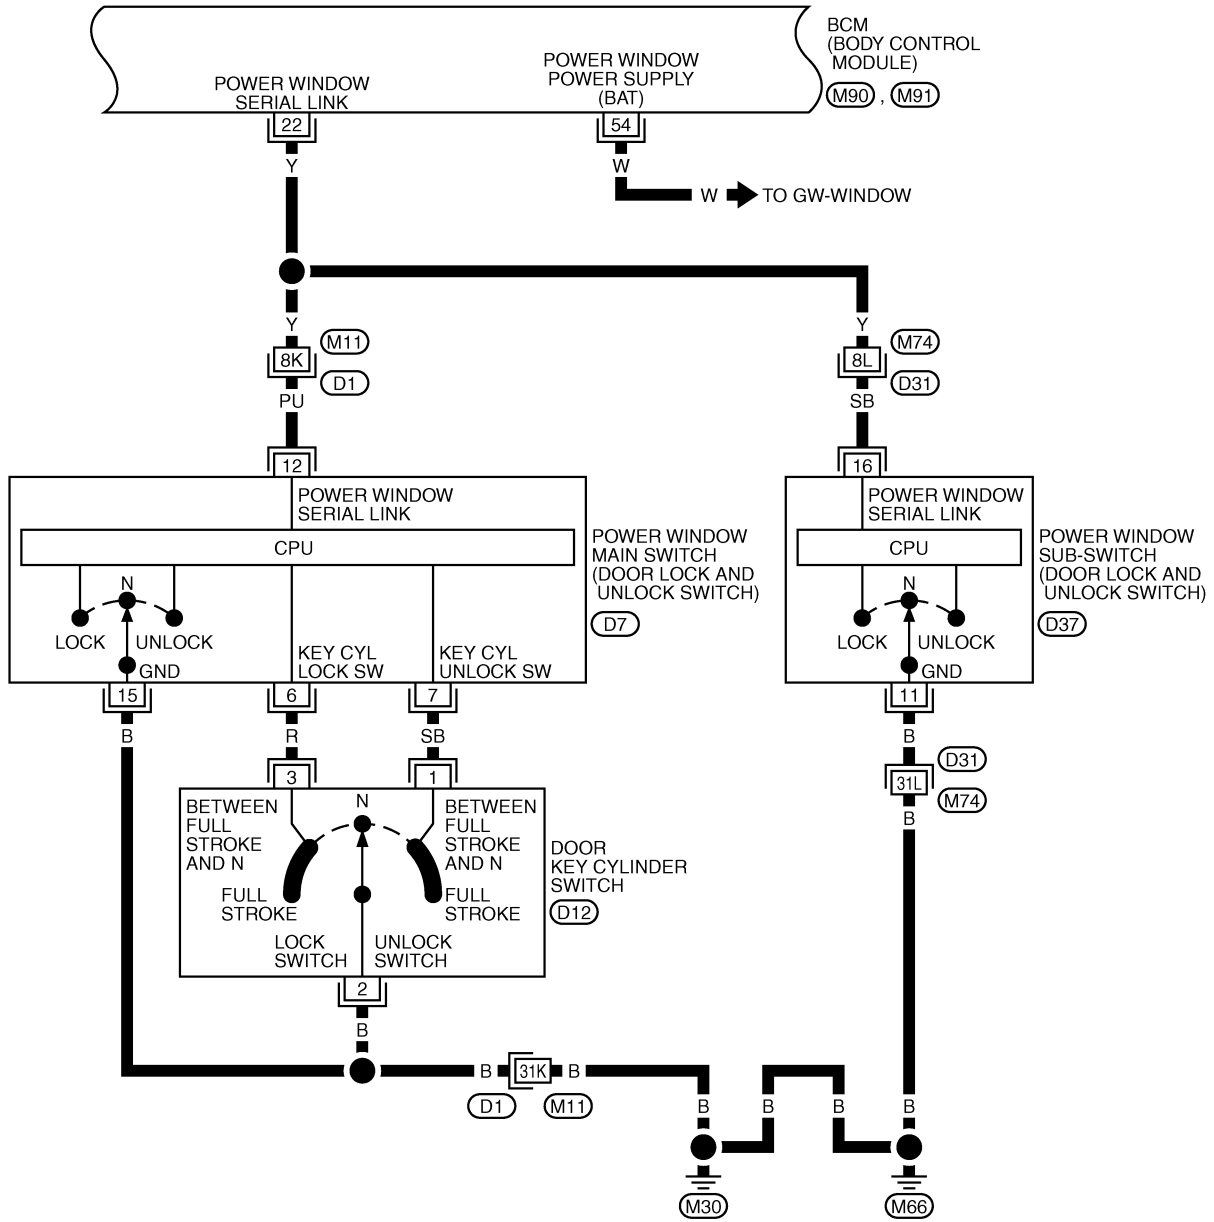 BCM
(BODY CONTROL
MODULE)
M90 , M91
POWER WINDOW
SERIAL LINK
POWER WINDOW
POWER SUPPLY
(BAT)
22
54
Y
W
W
TO GW-WINDOW
Y
M11
8K
D1
PU
Y
M74
8L
D31
SB
12
POWER WINDOW
SERIAL LINK
CPU
N
LOCK
UNLOCK
GND
KEY CYL
LOCK SW
KEY CYL
UNLOCK SW
POWER WINDOW
MAIN SWITCH
(DOOR LOCK AND
UNLOCK SWITCH)
D7
16
POWER WINDOW
SERIAL LINK
CPU
N
LOCK
UNLOCK
GND
POWER WINDOW
SUB-SWITCH
(DOOR LOCK AND
UNLOCK SWITCH)
D37
15
6
7
11
B
R
SB
B
3
1
D31
31L
M74
B
BETWEEN
FULL
STROKE
AND N
N
BETWEEN
FULL
STROKE
AND N
FULL
STROKE
FULL
STROKE
LOCK
SWITCH
UNLOCK
SWITCH
DOOR
KEY CYLINDER
SWITCH
D12
2
B
B
31K
B
D1
M11
B
B
B
B
M30
M66